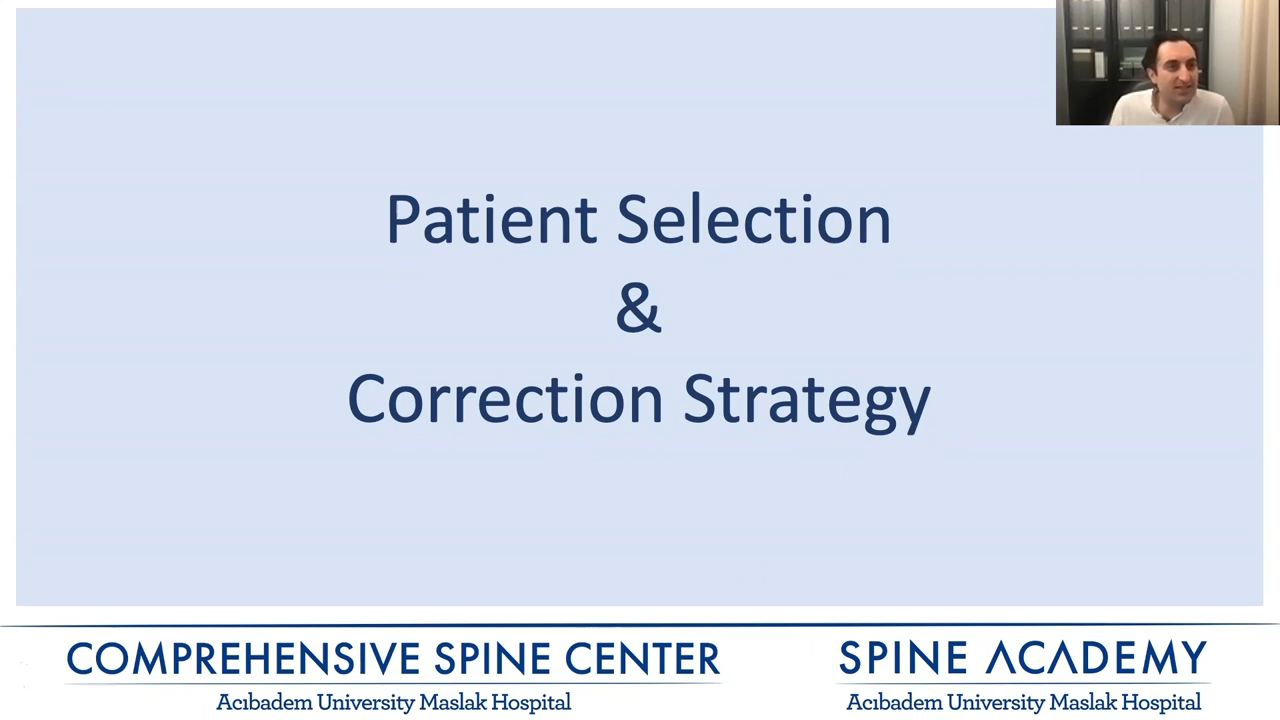 Patient Selection
&
Correction Strategy
COMPREHENSIVE SPINE CENTER
Acıbadem University Maslak Hospital
SPINE ACADEMY
Acıbadem University Maslak Hospital